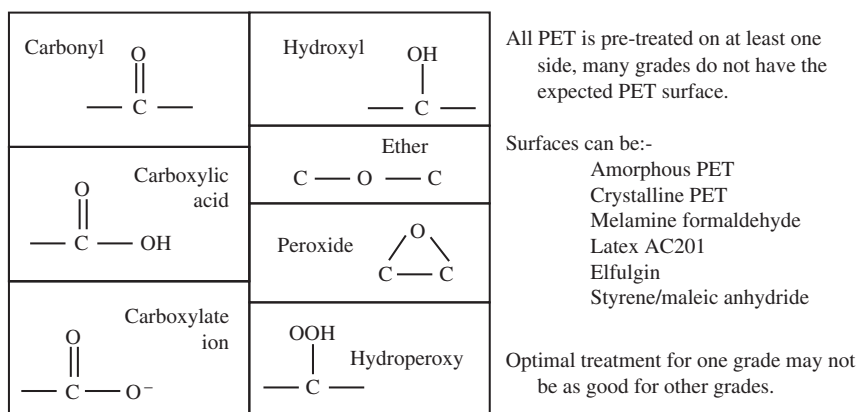 Carbonyl
O
C
Carboxylic
acid
O
C
OH
Carboxylate
ion
O
C
O−
Hydroxyl
OH
C
Ether
C
O
C
Peroxide
O
C
C
OOH
Hydroperoxy
C
All PET is pre-treated on at least one
side, many grades do not have the
expected PET surface.
Surfaces can be:-
Amorphous PET
Crystalline PET
Melamine formaldehyde
Latex AC201
Elfulgin
Styrene/maleic anhydride
Optimal treatment for one grade may not
be as good for other grades.